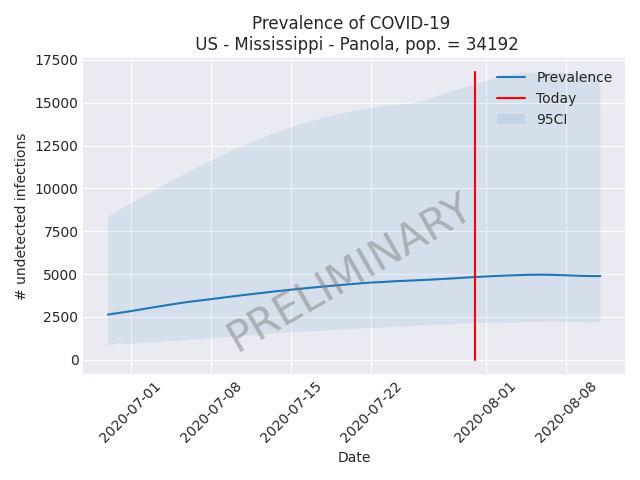 Prevalence of COVID-19
US - Mississippi - Panola, pop. = 34192
17500
15000
12500
10000
7500
5000
2500
0
# undetected infections
Prevalence
Today
95CI
PRELIMINARY
2020-07-01
2020-07-08
2020-07-15
2020-07-22
2020-08-01
2020-08-08
Date